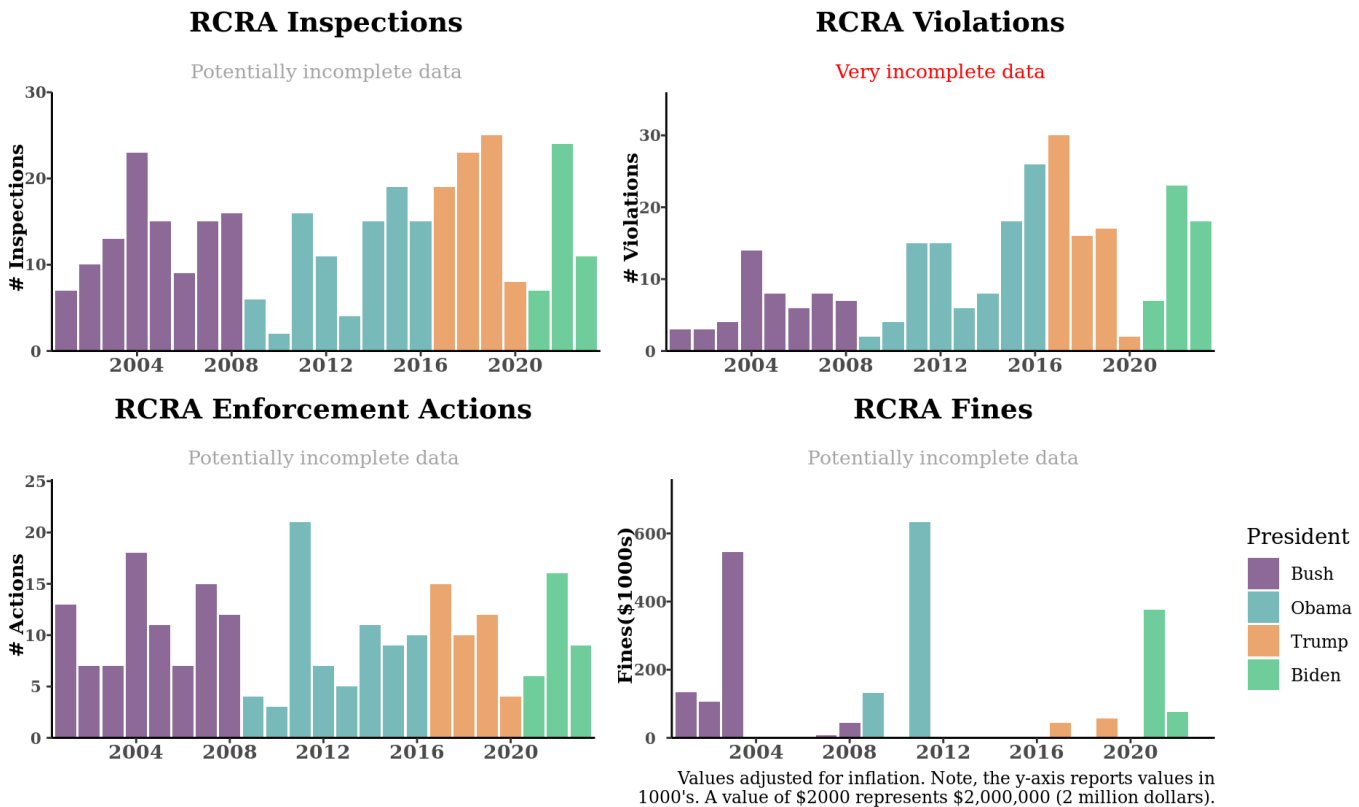 RCRA Inspections
Potentially incomplete data
# Inspections
30
20
10
0
2004 2008 2012 2016 2020
RCRA Violations
Very incomplete data
# Violations
30
20
10
0
2004 2008 2012 2016 2020
RCRA Enforcement Actions
Potentially incomplete data
# Actions
25
20
15
10
5
0
2004 2008 2012 2016 2020
RCRA Fines
Potentially incomplete data
Fines($1000s)
600
400
200
0
2004 2008 2012 2016 2020
President
Bush
Obama
Trump
Biden
Values adjusted for inflation. Note, the y-axis reports values in
1000's. A value of $2000 represents $2,000,000 (2 million dollars).